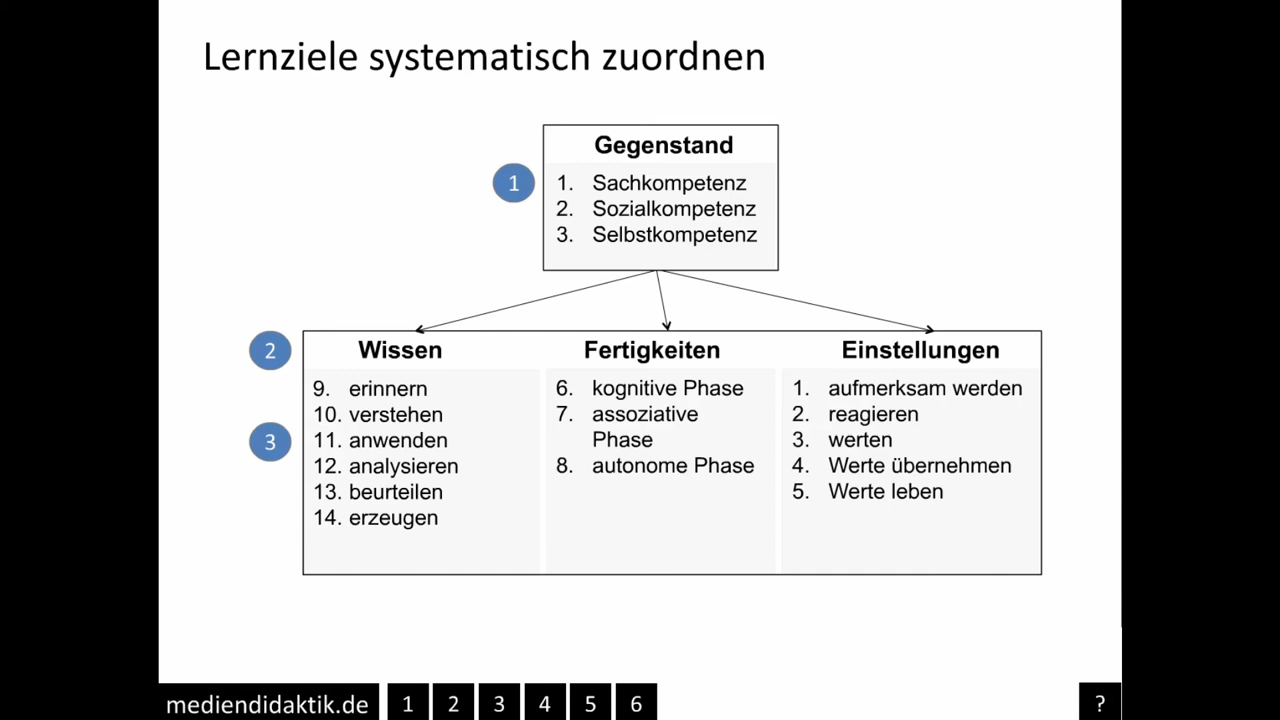 Lernziele systematisch zuordnen
Gegenstand
1
1. Sachkompetenz
2. Sozialkompetenz
3. Selbstkompetenz
2
Wissen
9. erinnern
10. verstehen
3
11. anwenden
12. analysieren
13. beurteilen
14. erzeugen
Fertigkeiten
6. kognitive Phase
7. assoziative
Phase
8. autonome Phase
Einstellungen
1. aufmerksam werden
2. reagieren
3. werten
4. Werte übernehmen
5. Werte leben
mediendidaktik.de 1 2 3 4 5 6 ?